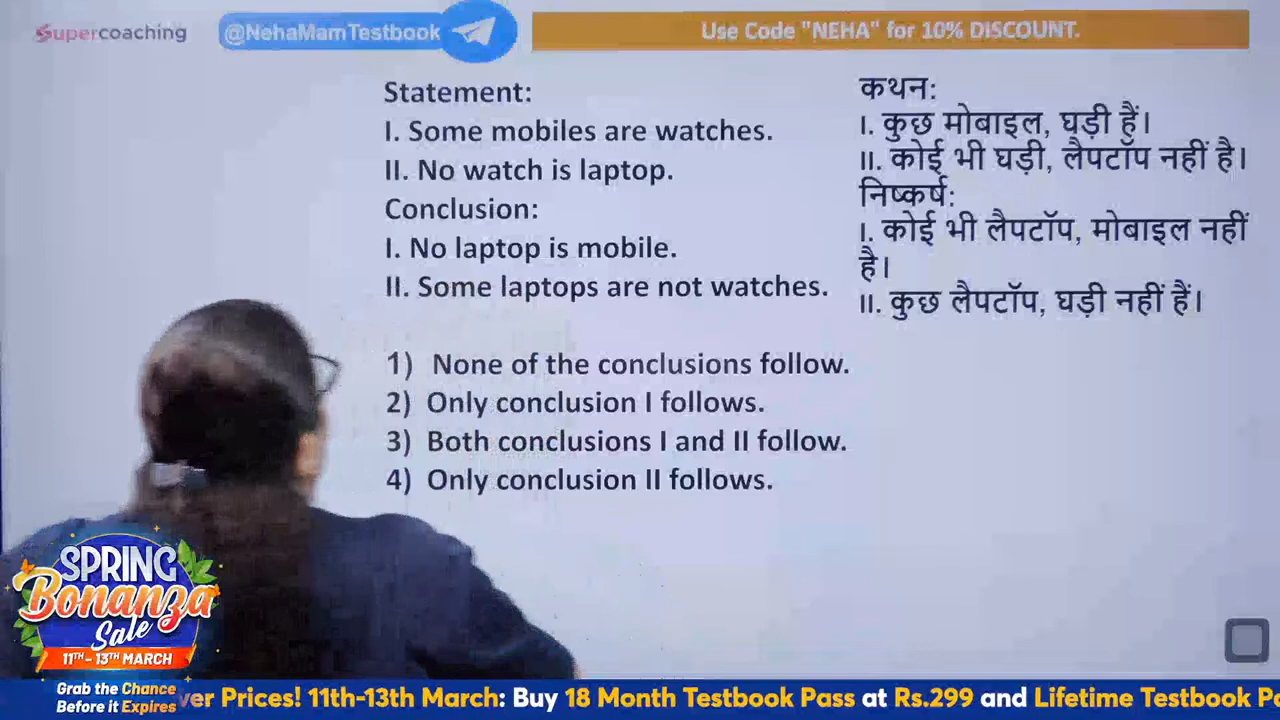 Supercoaching
@NehaMamTestbook
Use Code "NEHA" for 10% DISCOUNT.
Statement:
I. Some mobiles are watches.
II. No watch is laptop.
Conclusion:
I. No laptop is mobile.
II. Some laptops are not watches.
1) None of the conclusions follow.
2) Only conclusion I follows.
3) Both conclusions I and II follow.
4) Only conclusion II follows.
कथन:
I. कुछ मोबाइल, घड़ी हैं।
II. कोई भी घड़ी, लैपटॉप नहीं है।
निष्कर्ष:
I. कोई भी लैपटॉप, मोबाइल नहीं
है।
II. कुछ लैपटॉप, घड़ी नहीं हैं।
SPRING
Bonanza
Sale
11TH - 13TH MARCH
Grab the Chance
Before it Expires
Prices! 11th-13th March: Buy 18 Month Testbook Pass at Rs.299 and Lifetime Testbook